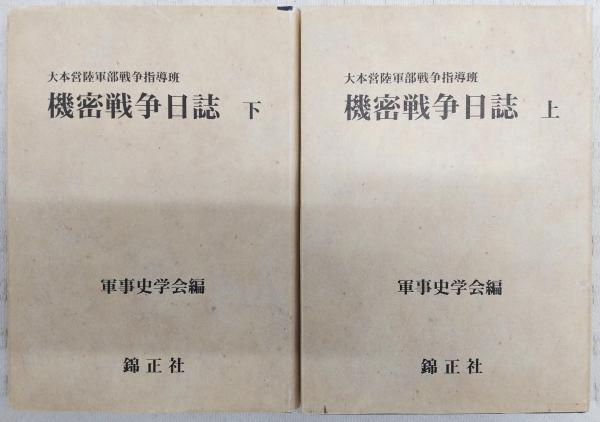 大本営陸軍部戦争指導班
機密戦争日誌 下
軍事史学会編
錦正社
大本営陸軍部戦争指導班
機密戦争日誌 上
軍事史学会編
錦正社